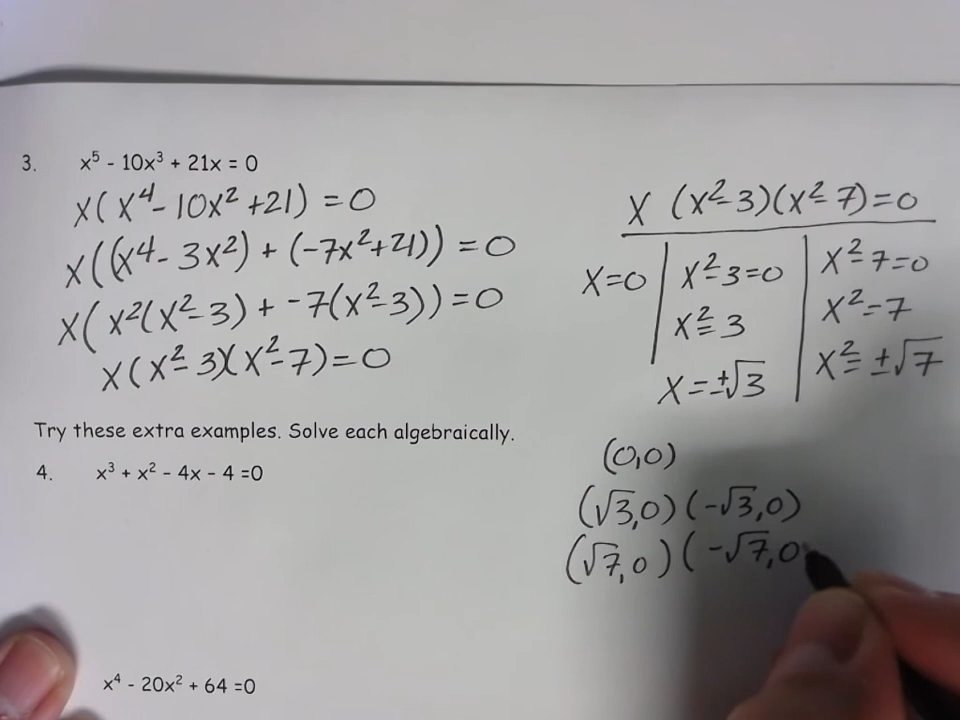 3. x⁵ - 10x³ + 21x = 0
x(x⁴ - 10x² + 21) = 0
x((x⁴ - 3x²) + (-7x² + 21)) = 0
x(x²(x² - 3) + -7(x² - 3)) = 0
x(x² - 3)(x² - 7) = 0
x (x² - 3)(x² - 7) = 0
x = 0
x² - 3 = 0
x² = 3
x = ±√3
x² - 7 = 0
x² = 7
x² = ±√7
(0,0)
(√3,0) (-√3,0)
(√7,0) (-√7,0
Try these extra examples. Solve each algebraically.
4. x³ + x² - 4x - 4 =0
x⁴ - 20x² + 64 =0